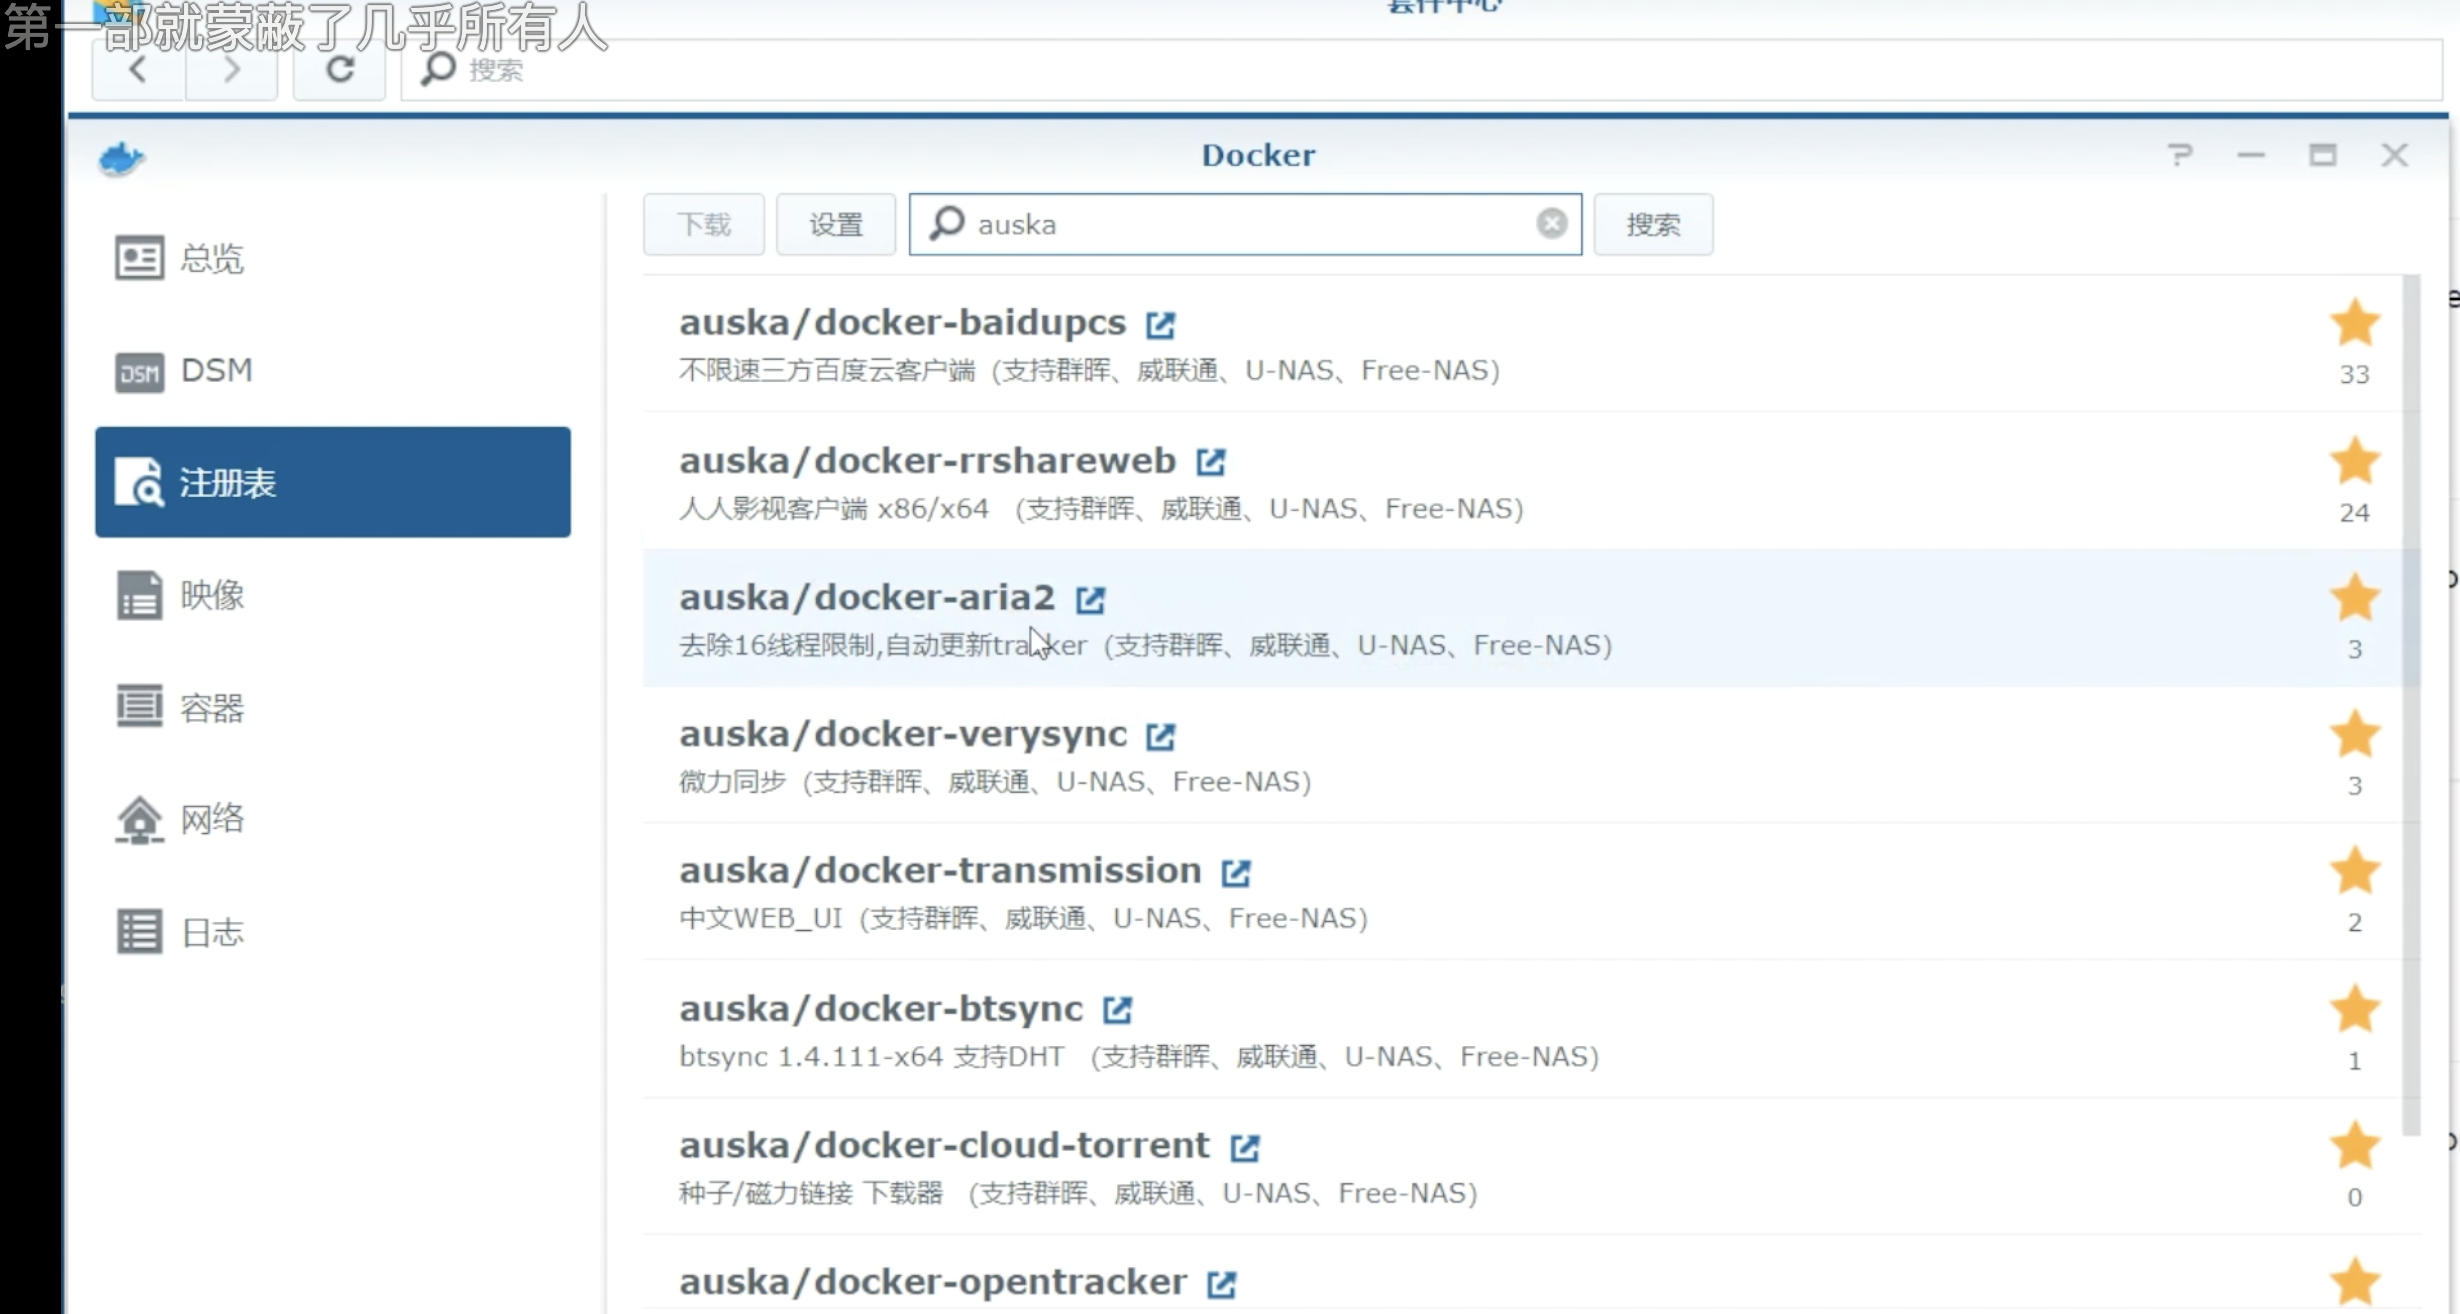 套件中心
第一部就蒙蔽了几乎所有人
搜索
Docker
下载
设置
auska
搜索
总览
DSM
注册表
映像
容器
网络
日志
auska/docker-baidupcs
不限速三方百度云客户端 (支持群晖、威联通、U-NAS、Free-NAS)
33
auska/docker-rrshareweb
人人影视客户端 x86/x64 (支持群晖、威联通、U-NAS、Free-NAS)
24
auska/docker-aria2
去除16线程限制,自动更新tracker (支持群晖、威联通、U-NAS、Free-NAS)
3
auska/docker-verysync
微力同步 (支持群晖、威联通、U-NAS、Free-NAS)
3
auska/docker-transmission
中文WEB_UI (支持群晖、威联通、U-NAS、Free-NAS)
2
auska/docker-btsync
btsync 1.4.111-x64 支持DHT (支持群晖、威联通、U-NAS、Free-NAS)
1
auska/docker-cloud-torrent
种子/磁力链接 下载器 (支持群晖、威联通、U-NAS、Free-NAS)
0
auska/docker-opentracker